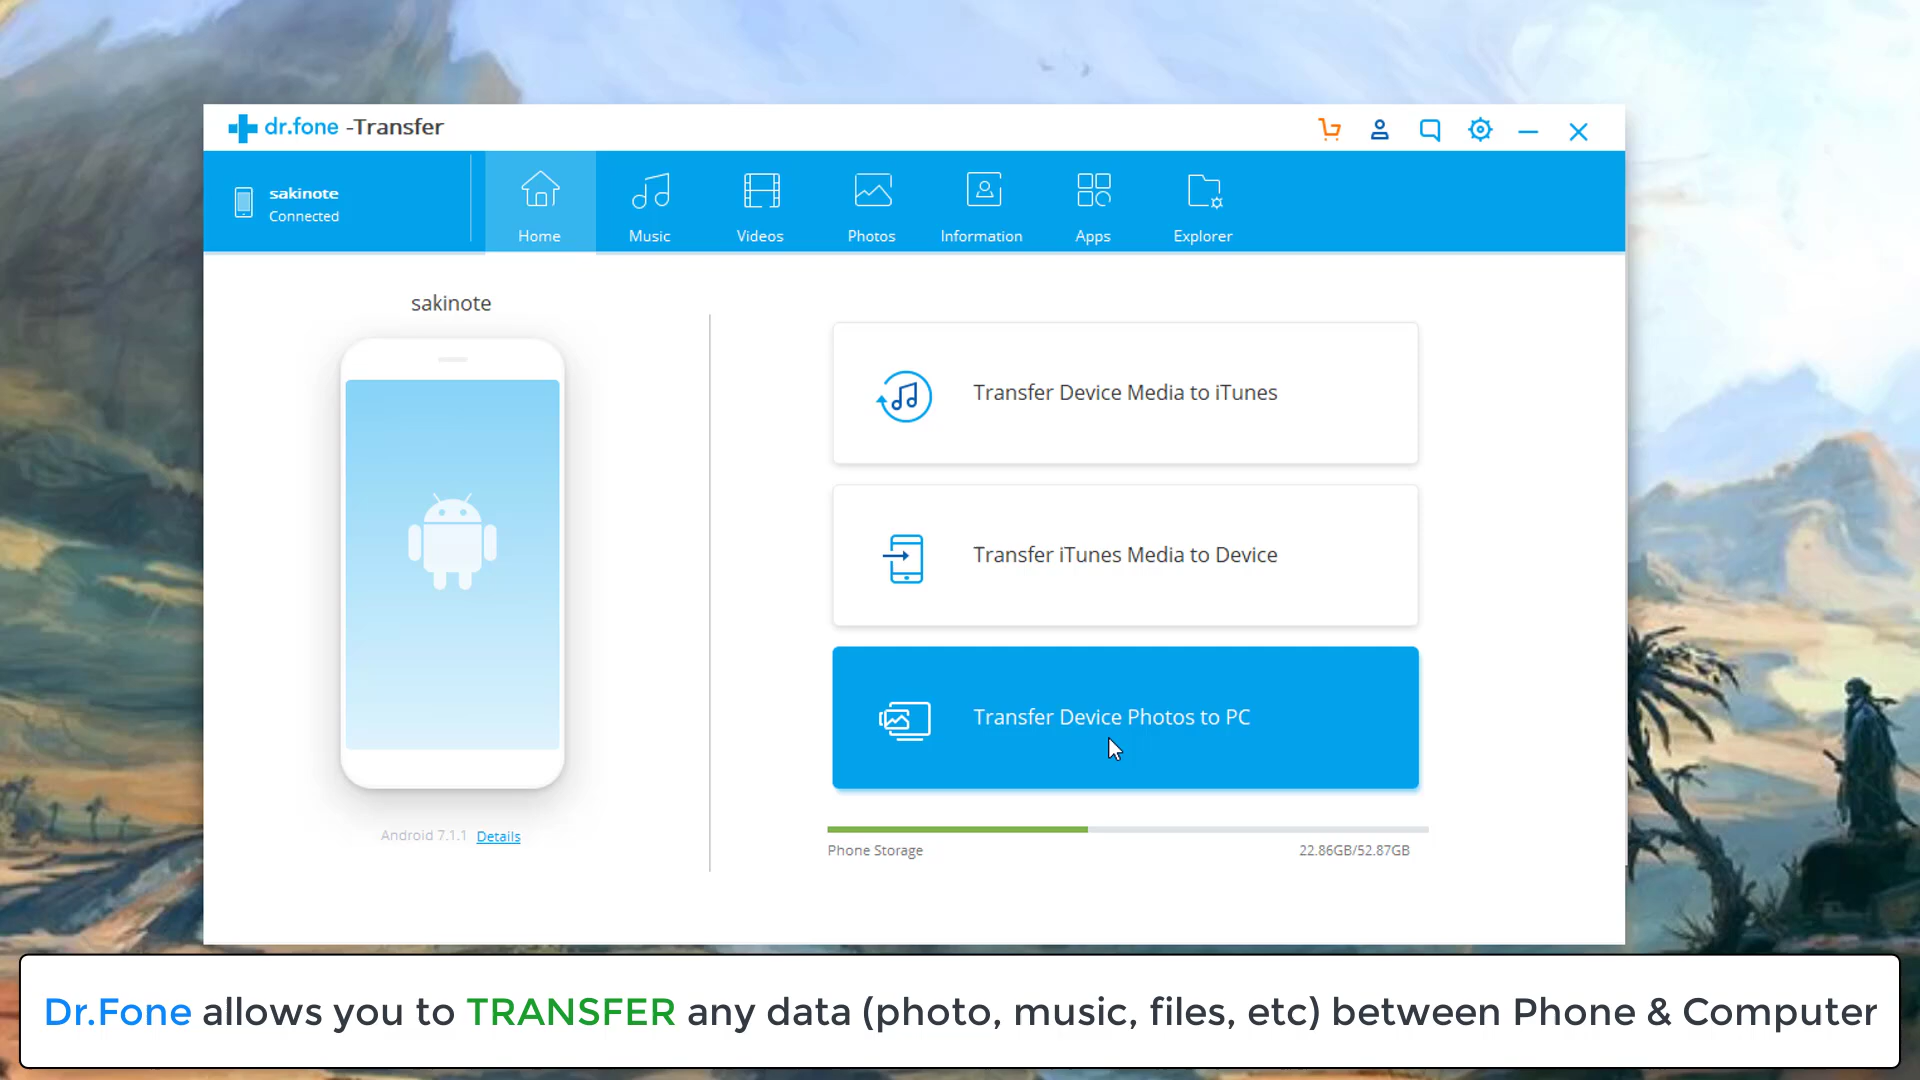 dr.fone -Transfer
sakinote
Connected
Home
Music
Videos
Photos
Information
Apps
Explorer
sakinote
Transfer Device Media to iTunes
Transfer iTunes Media to Device
Transfer Device Photos to PC
Android 7.1.1 Details
Phone Storage
22.86GB/52.87GB
Dr.Fone allows you to TRANSFER any data (photo, music, files, etc) between Phone & Computer